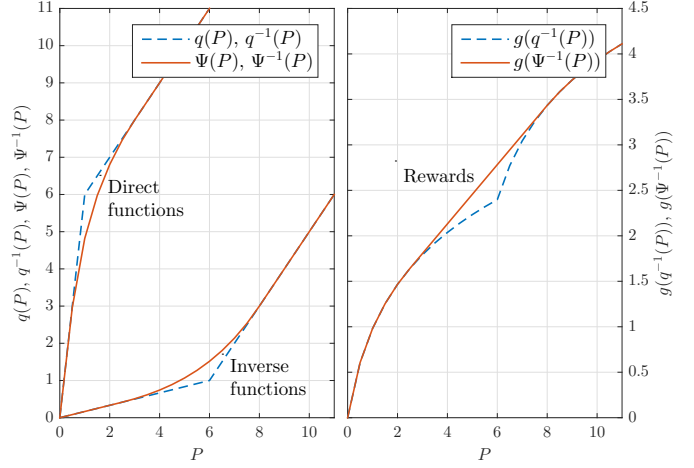 11
10
9
8
7
6
5
4
3
2
1
0
q(P), q⁻¹(P), Ψ(P), Ψ⁻¹(P)
q(P), q⁻¹(P)
Ψ(P), Ψ⁻¹(P)
Direct
functions
Inverse
functions
0 2 4 6 8 10
P
g(q⁻¹(P))
g(Ψ⁻¹(P))
Rewards
0 2 4 6 8 10
P
4.5
4
3.5
3
2.5
2
1.5
1
0.5
0
g(q⁻¹(P)), g(Ψ⁻¹(P))